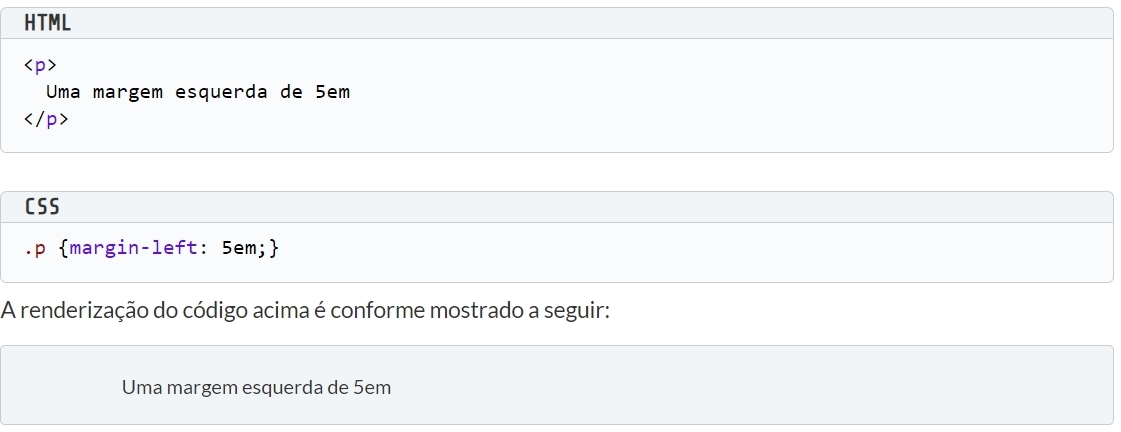 HTML
<p>
  Uma margem esquerda de 5em
</p>
CSS
.p {margin-left: 5em;}
A renderização do código acima é conforme mostrado a seguir:
Uma margem esquerda de 5em